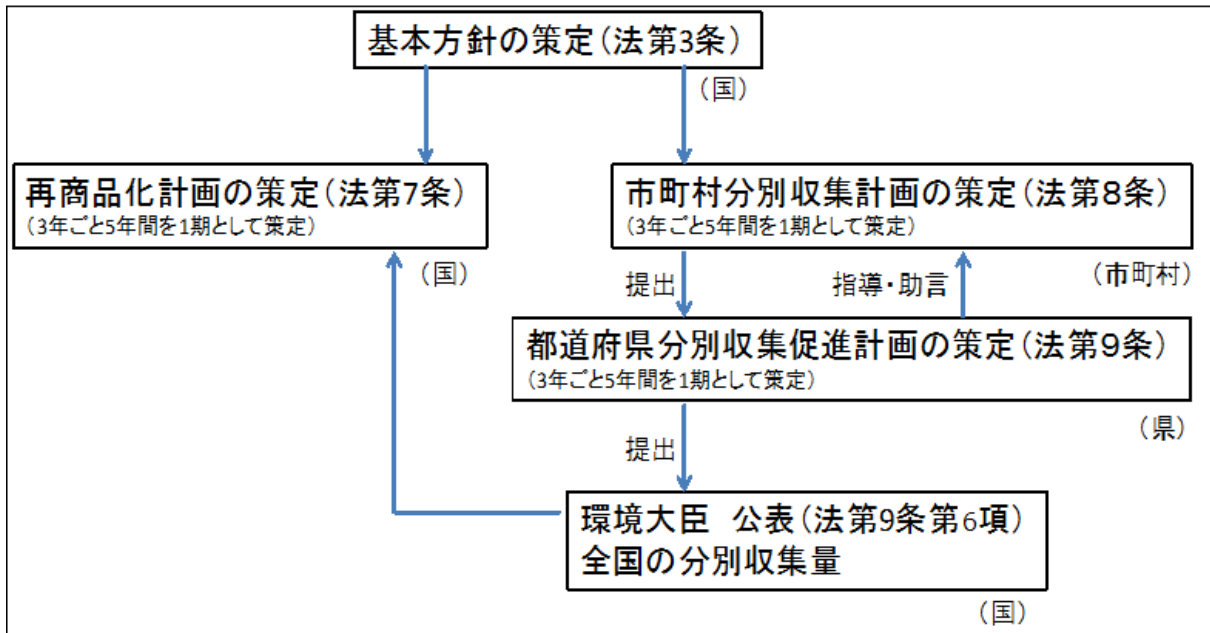 基本方針の策定(法第3条)
(国)
再商品化計画の策定(法第7条)
(3年ごと5年間を1期として策定)
(国)
市町村分別収集計画の策定(法第8条)
(3年ごと5年間を1期として策定)
(市町村)
提出
指導・助言
都道府県分別収集促進計画の策定(法第9条)
(3年ごと5年間を1期として策定)
(県)
提出
環境大臣 公表(法第9条第6項)
全国の分別収集量
(国)